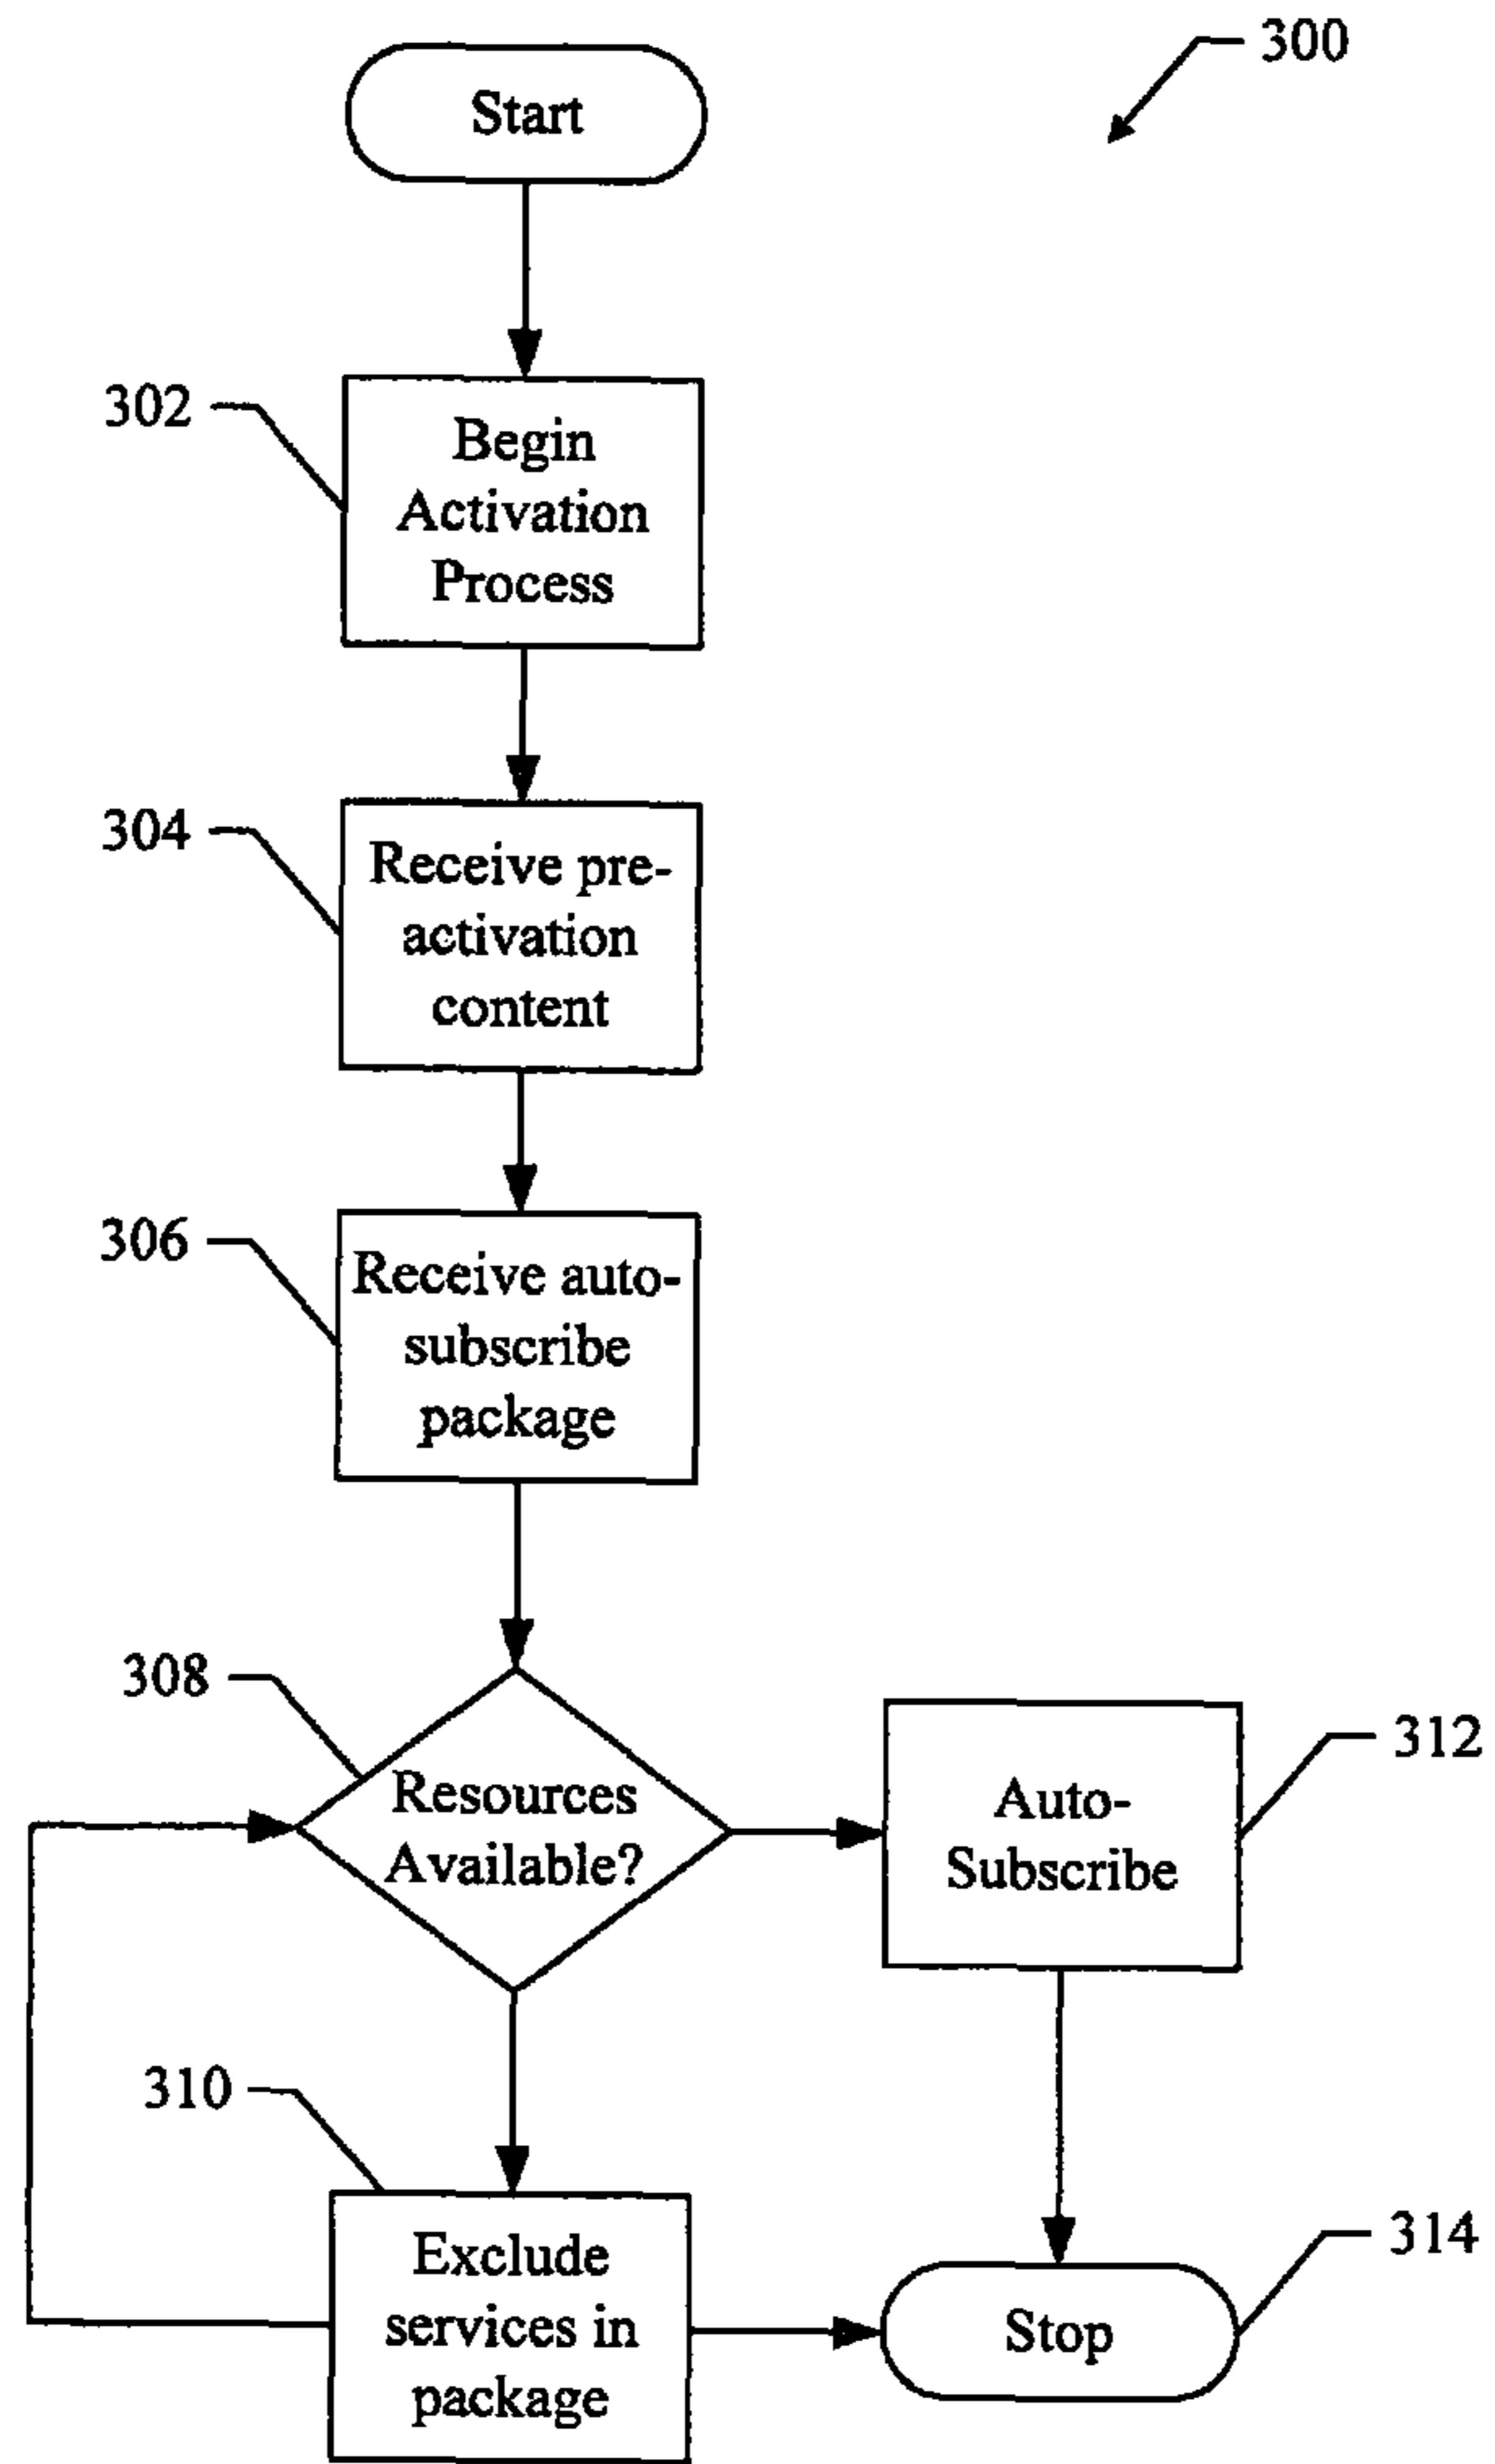 300
Start
302
Begin
Activation
Process
304
Receive pre-
activation
content
306
Receive auto-
subscribe
package
308
Resources
Available?
312
Auto-
Subscribe
310
Exclude
services in
package
314
Stop